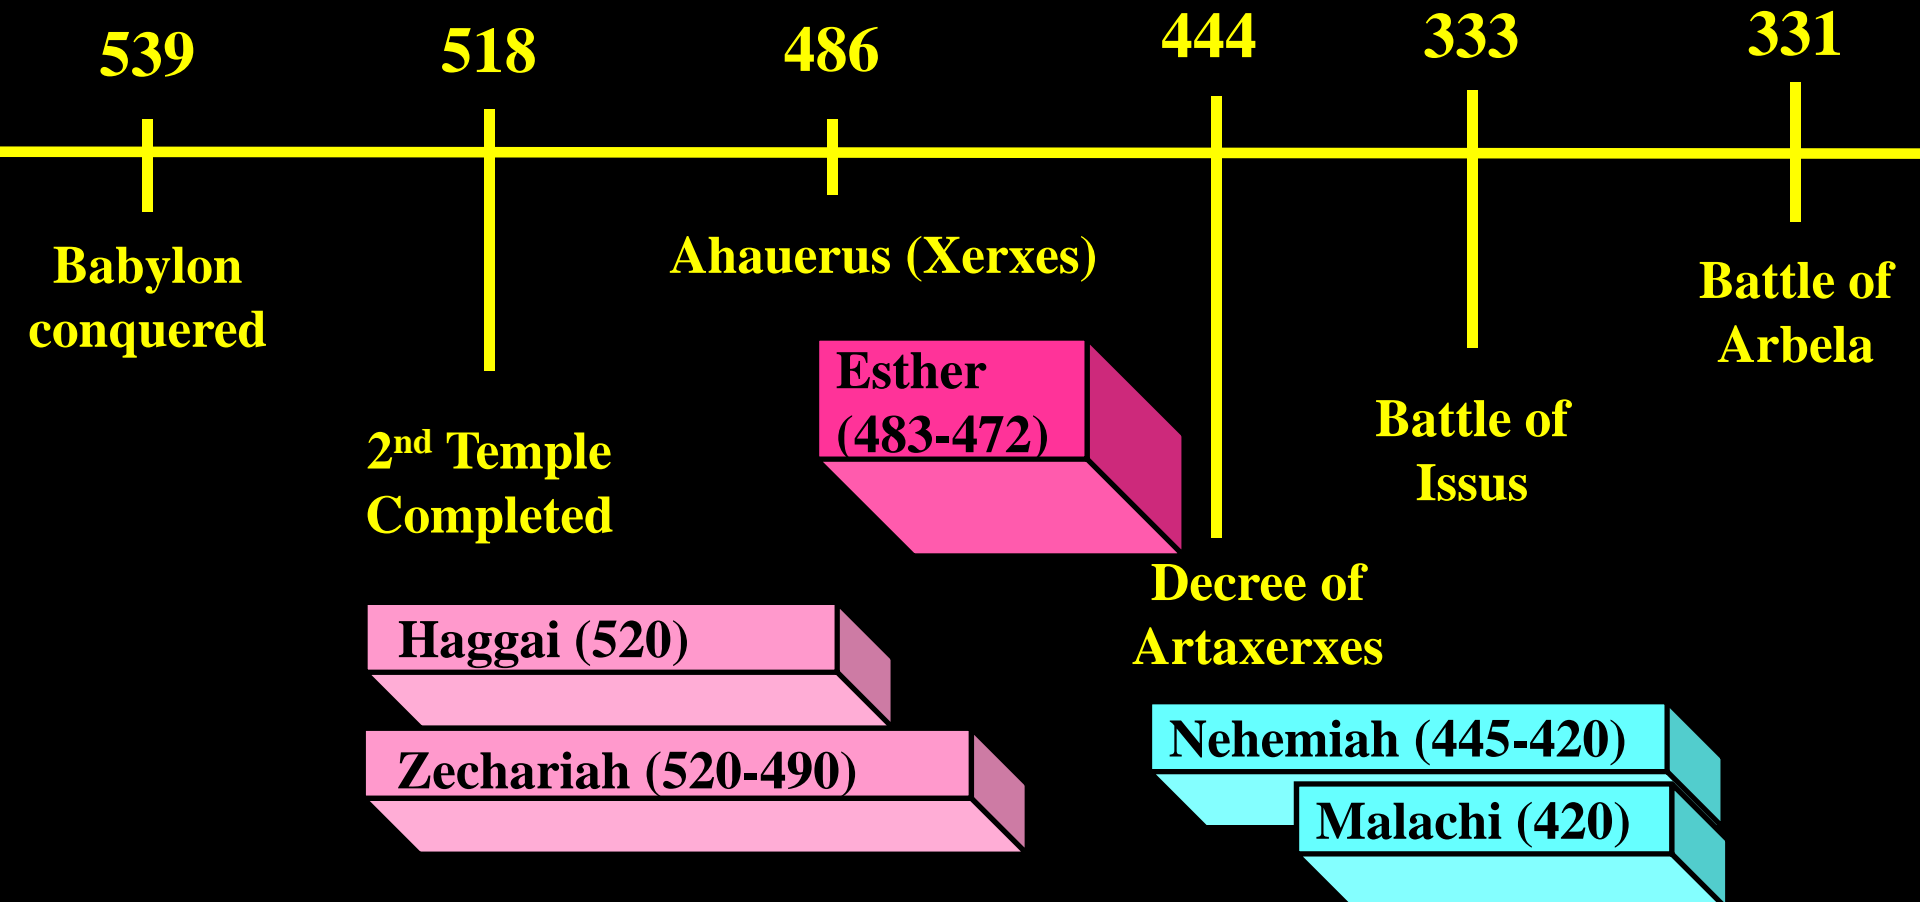 539 518 486 444 333 331
Babylon
conquered
2nd Temple
Completed
Ahauerus (Xerxes)
Esther
(483-472)
Decree of
Artaxerxes
Battle of
Issus
Battle of
Arbela
Haggai (520)
Zechariah (520-490)
Nehemiah (445-420)
Malachi (420)